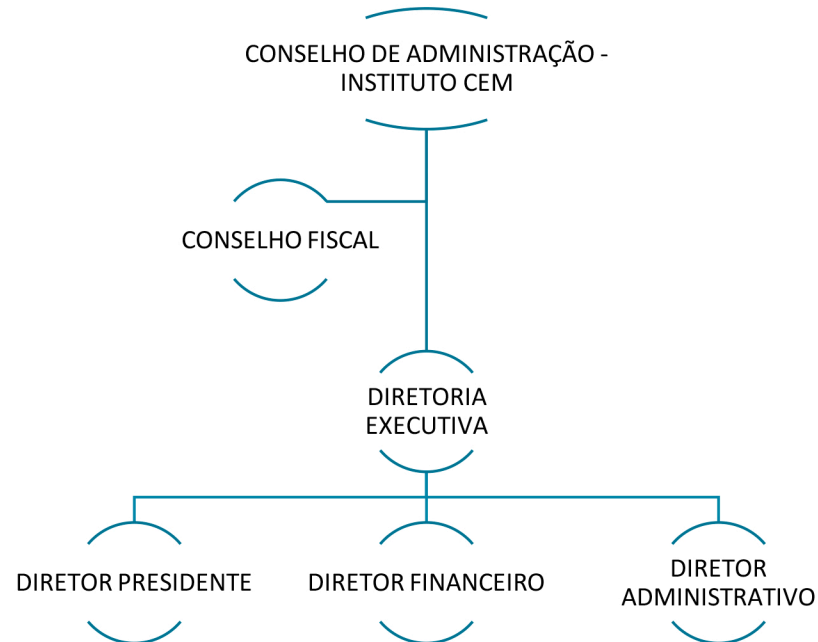 CONSELHO DE ADMINISTRAÇÃO -
INSTITUTO CEM
CONSELHO FISCAL
DIRETORIA
EXECUTIVA
DIRETOR PRESIDENTE
DIRETOR FINANCEIRO
DIRETOR
ADMINISTRATIVO